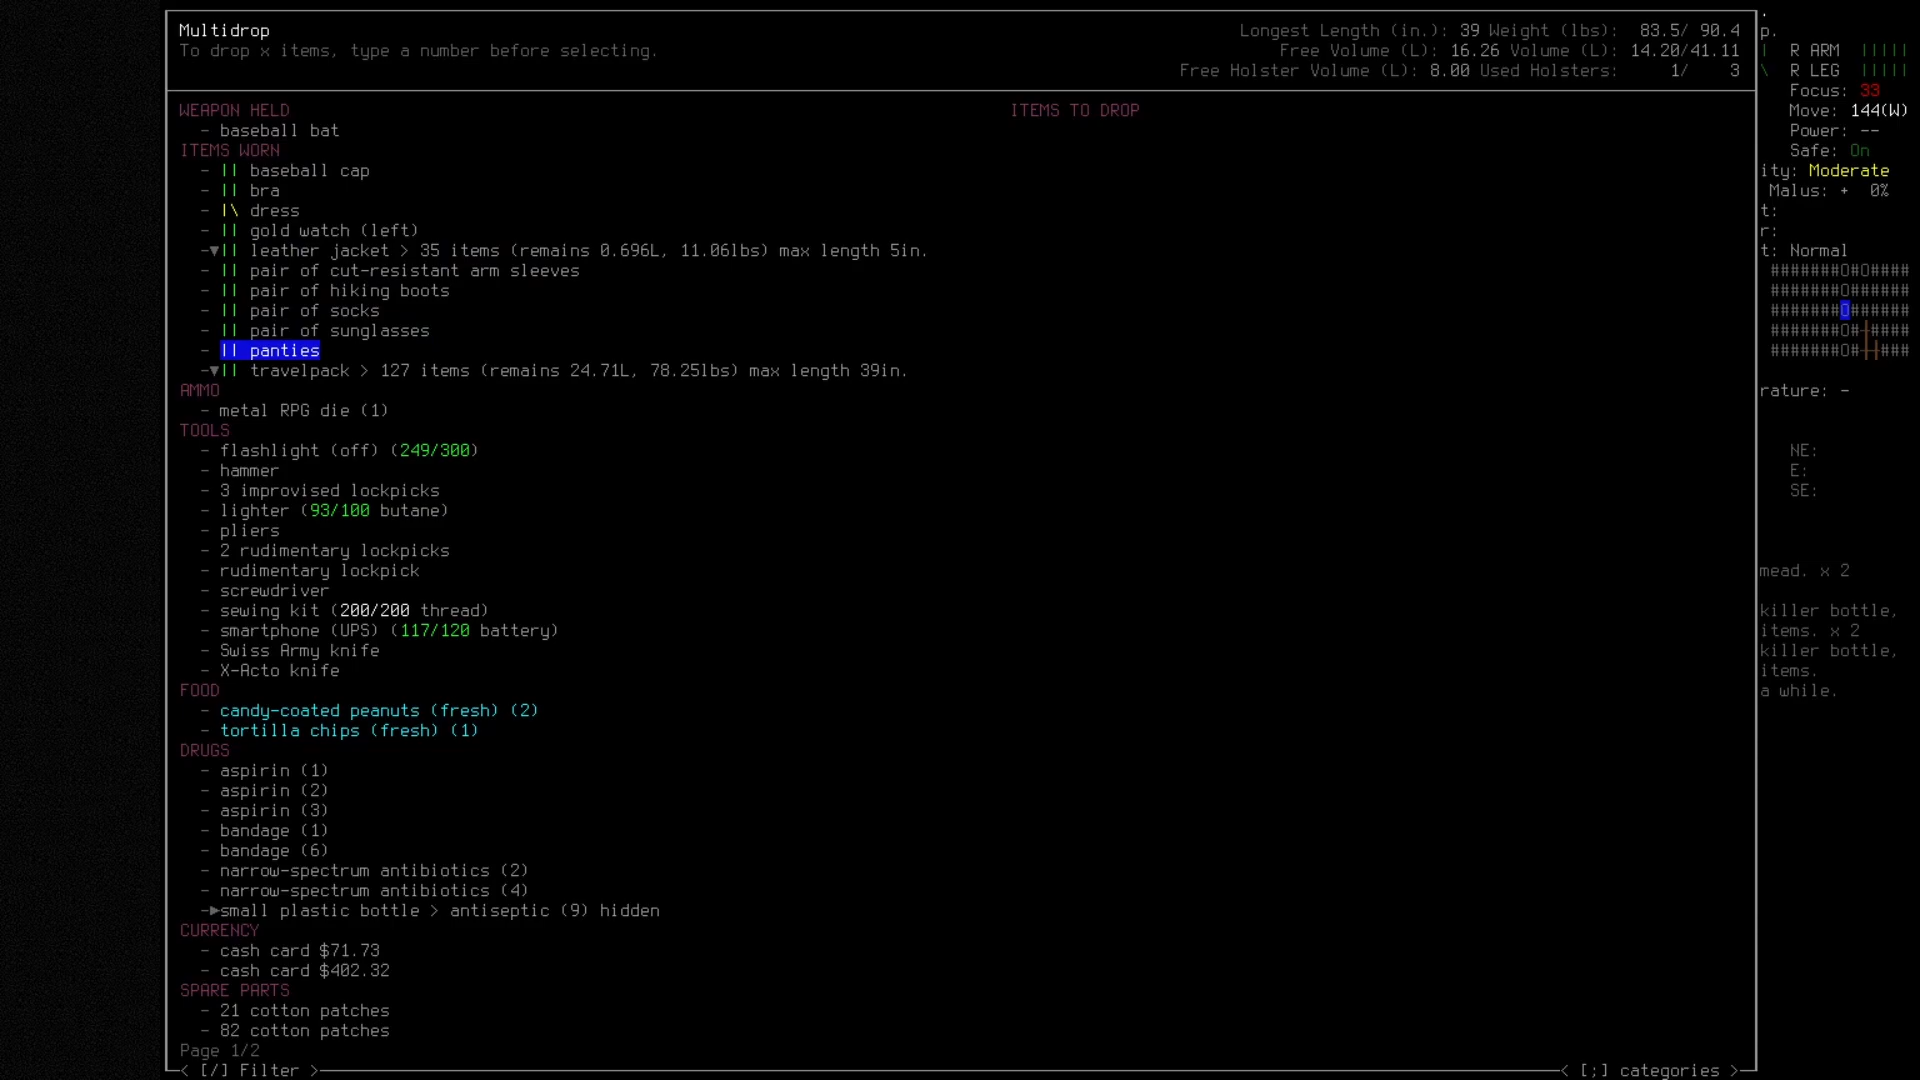 Multidrop
To drop x items, type a number before selecting.
Longest Length (in.): 39 Weight (lbs): 83.5/ 90.4
Free Volume (L): 16.26 Volume (L): 14.20/41.11
Free Holster Volume (L): 8.00 Used Holsters: 1/ 3
WEAPON HELD
- baseball bat
ITEMS WORN
- || baseball cap
- || bra
- |\ dress
- || gold watch (left)
-▼|| leather jacket > 35 items (remains 0.696L, 11.06lbs) max length 5in.
- || pair of cut-resistant arm sleeves
- || pair of hiking boots
- || pair of socks
- || pair of sunglasses
- || panties
-▼|| travelpack > 127 items (remains 24.71L, 78.25lbs) max length 39in.
AMMO
- metal RPG die (1)
TOOLS
- flashlight (off) (249/300)
- hammer
- 3 improvised lockpicks
- lighter (93/100 butane)
- pliers
- 2 rudimentary lockpicks
- rudimentary lockpick
- screwdriver
- sewing kit (200/200 thread)
- smartphone (UPS) (117/120 battery)
- Swiss Army knife
- X-Acto knife
FOOD
- candy-coated peanuts (fresh) (2)
- tortilla chips (fresh) (1)
DRUGS
- aspirin (1)
- aspirin (2)
- aspirin (3)
- bandage (1)
- bandage (6)
- narrow-spectrum antibiotics (2)
- narrow-spectrum antibiotics (4)
-▶small plastic bottle > antiseptic (9) hidden
CURRENCY
- cash card $71.73
- cash card $402.32
SPARE PARTS
- 21 cotton patches
- 82 cotton patches
Page 1/2
< [/] Filter >
ITEMS TO DROP
< [;] categories >
p.
| R ARM |||||
\ R LEG |||||
Focus: 33
Move: 144(W)
Power: --
Safe: On
ity: Moderate
Malus: + 0%
t:
r:
t: Normal
#######O#O####
#######O######
#######O######
#######O#┼####
#######O#┼┼###
rature: -
NE:
E:
SE:
mead. x 2
killer bottle,
items. x 2
killer bottle,
items.
a while.